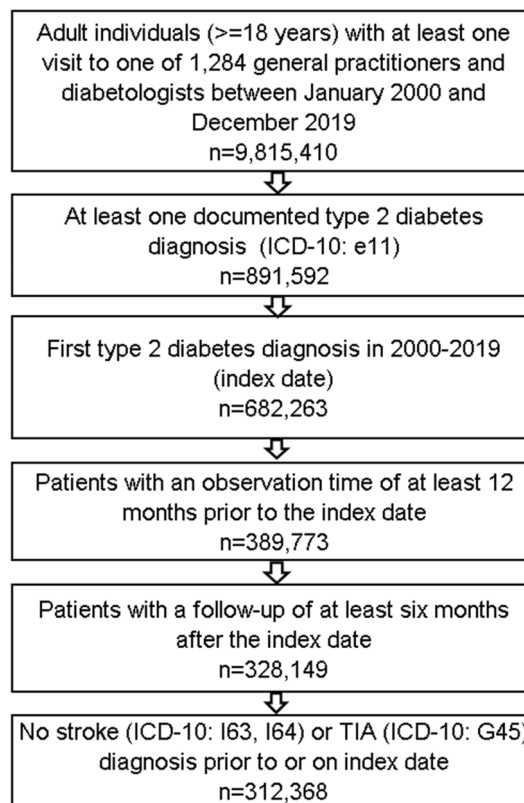 Adult individuals (>=18 years) with at least one
visit to one of 1,284 general practitioners and
diabetologists between January 2000 and
December 2019
n=9,815,410
At least one documented type 2 diabetes
diagnosis  (ICD-10: e11)
n=891,592
First type 2 diabetes diagnosis in 2000-2019
(index date)
n=682,263
Patients with an observation time of at least 12
months prior to the index date
n=389,773
Patients with a follow-up of at least six months
after the index date
n=328,149
No stroke (ICD-10: I63, I64) or TIA (ICD-10: G45)
diagnosis prior to or on index date
n=312,368